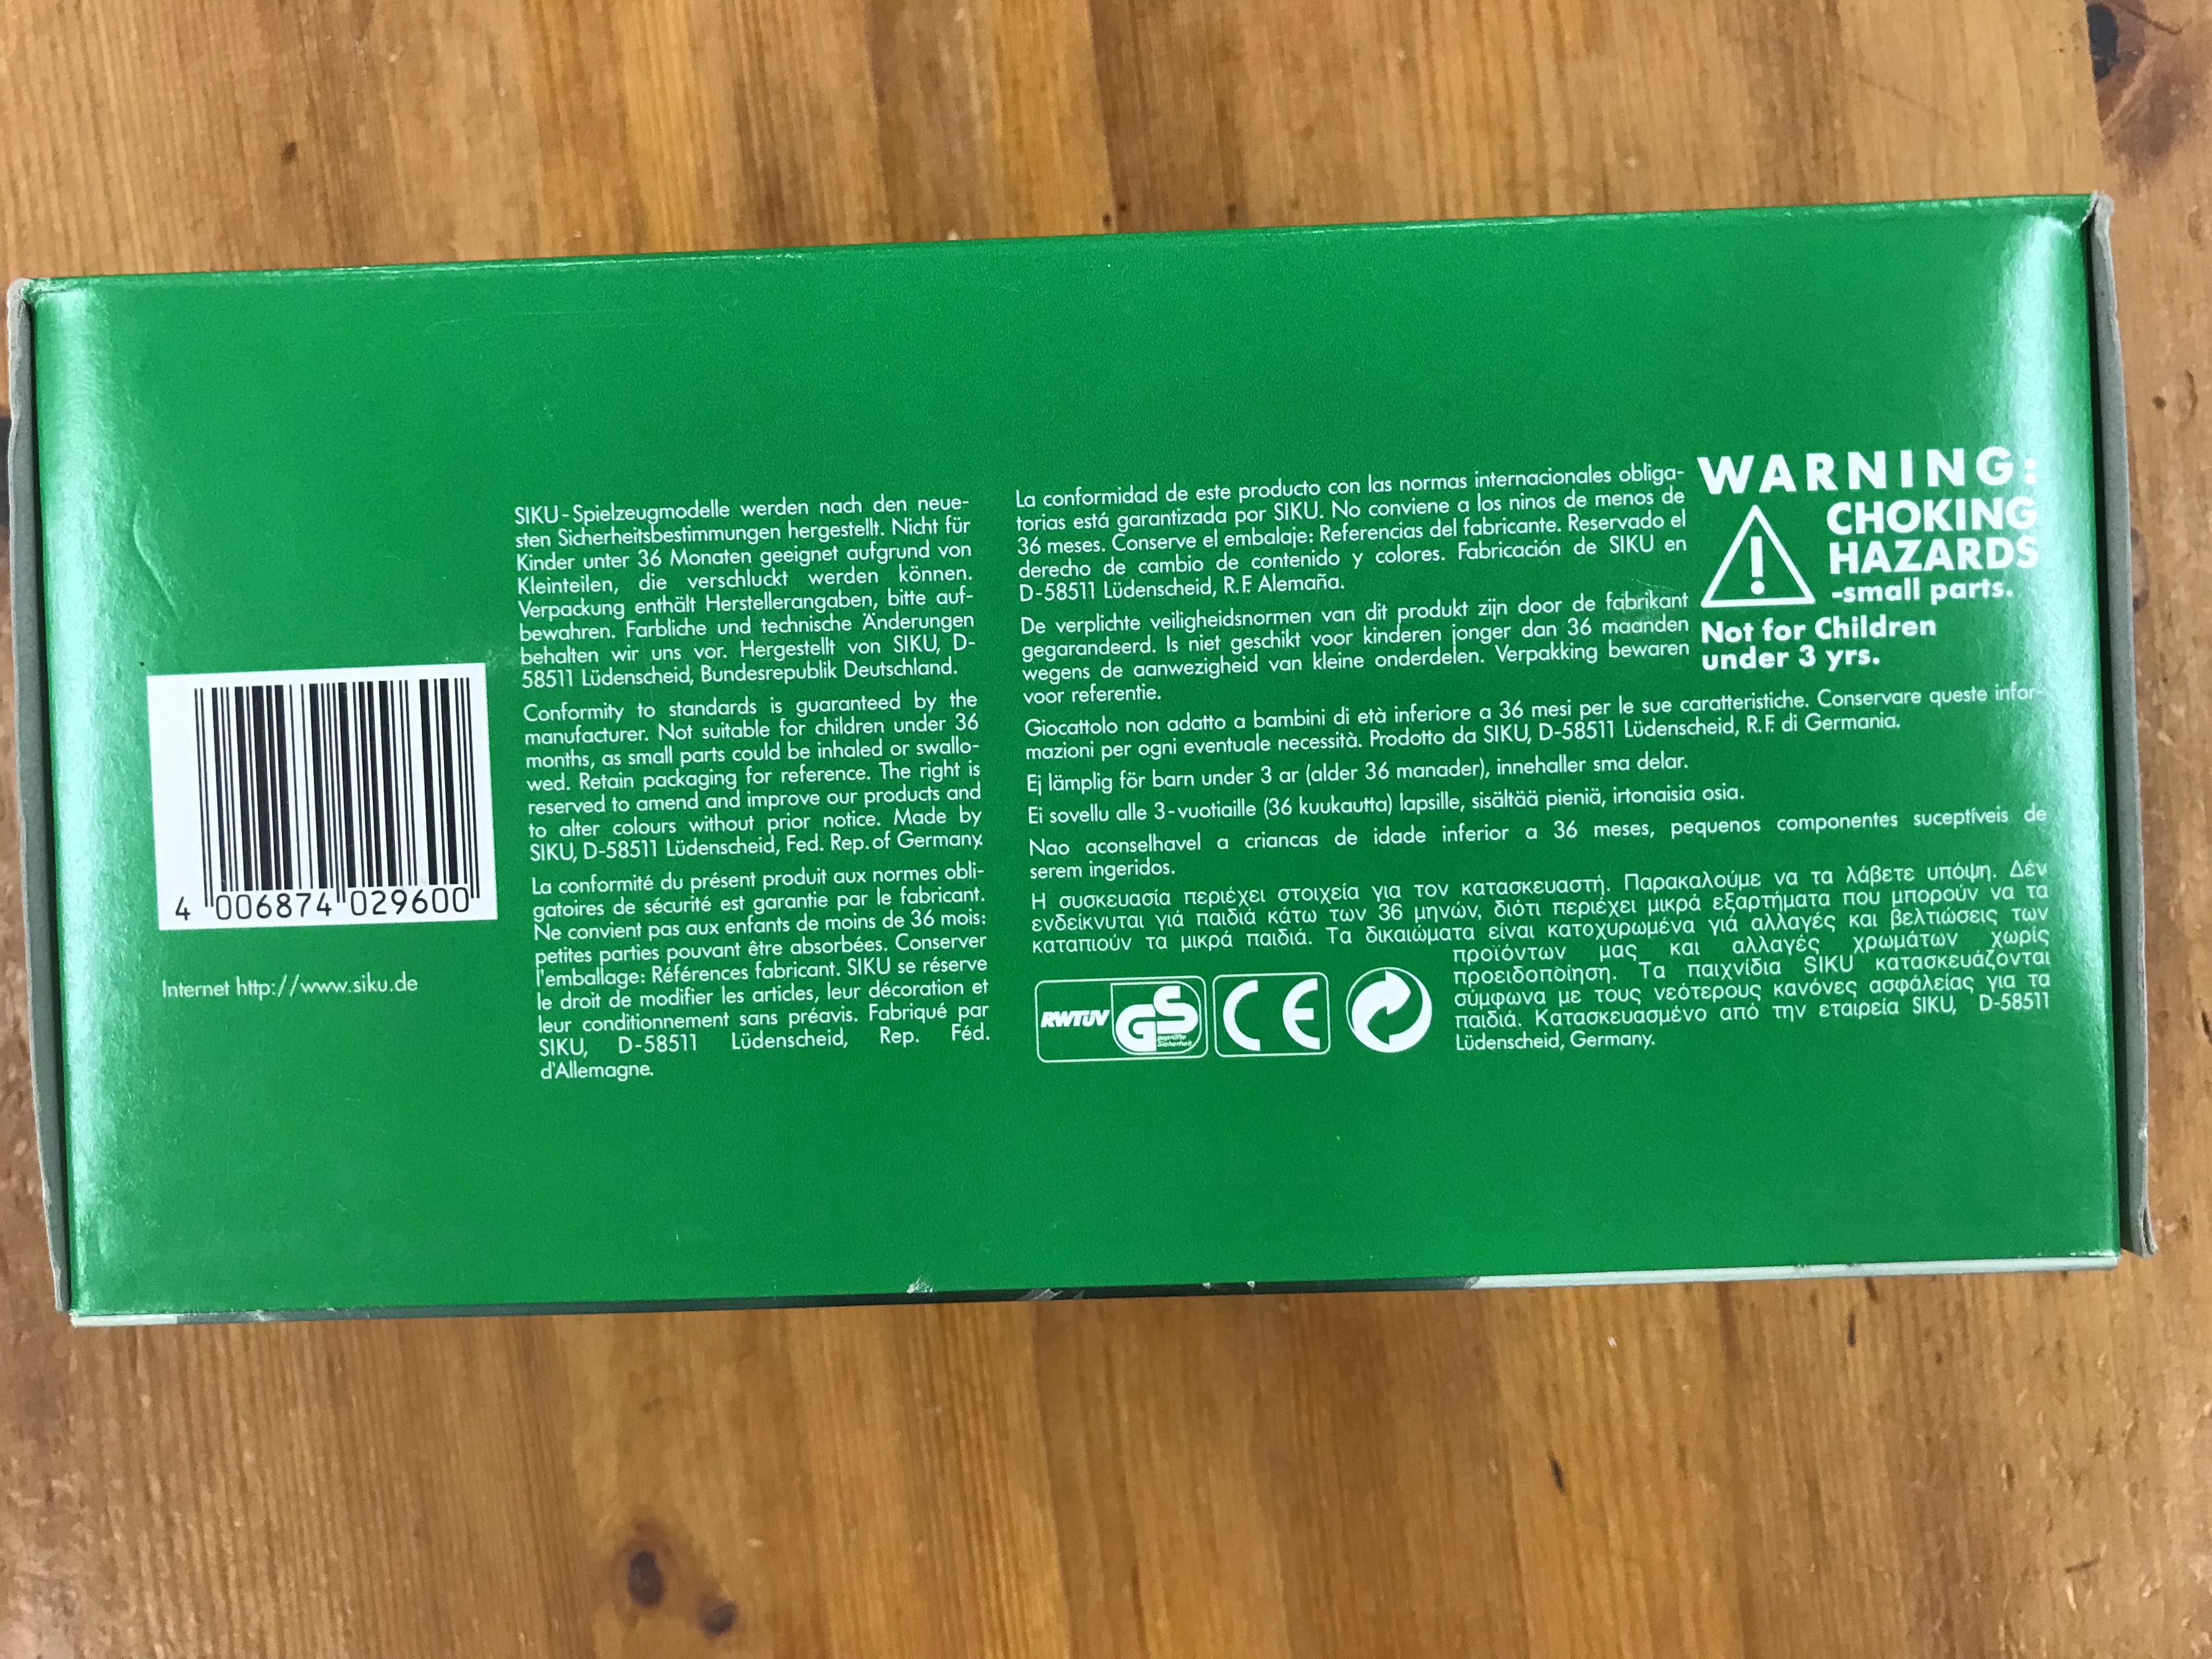 4 006874 029600
Internet http://www.siku.de
SIKU-Spielzeugmodelle werden nach den neue-
sten Sicherheitsbestimmungen hergestellt. Nicht für
Kinder unter 36 Monaten geeignet aufgrund von
Kleinteilen, die verschluckt werden können.
Verpackung enthält Herstellerangaben, bitte auf-
bewahren. Farbliche und technische Änderungen
behalten wir uns vor. Hergestellt von SIKU, D-
58511 Lüdenscheid, Bundesrepublik Deutschland.
Conformity to standards is guaranteed by the
manufacturer. Not suitable for children under 36
months, as small parts could be inhaled or swallo-
wed. Retain packaging for reference. The right is
reserved to amend and improve our products and
to alter colours without prior notice. Made by
SIKU, D-58511 Lüdenscheid, Fed. Rep. of Germany.
La conformité du présent produit aux normes obli-
gatoires de sécurité est garantie par le fabricant.
Ne convient pas aux enfants de moins de 36 mois:
petites parties pouvant être absorbées. Conserver
l'emballage: Références fabricant. SIKU se réserve
le droit de modifier les articles, leur décoration et
leur conditionnement sans préavis. Fabriqué par
SIKU, D-58511 Lüdenscheid, Rep. Féd.
d'Allemagne.
La conformidad de este producto con las normas internacionales obliga-
torias está garantizada por SIKU. No conviene a los ninos de menos de
36 meses. Conserve el embalaje: Referencias del fabricante. Reservado el
derecho de cambio de contenido y colores. Fabricación de SIKU en
D-58511 Lüdenscheid, R.F. Alemaña.
De verplichte veiligheidsnormen van dit produkt zijn door de fabrikant
gegarandeerd. Is niet geschikt voor kinderen jonger dan 36 maanden
wegens de aanwezigheid van kleine onderdelen. Verpakking bewaren
voor referentie.
WARNING:
CHOKING
HAZARDS
-small parts.
Not for Children
under 3 yrs.
Giocattolo non adatto a bambini di età inferiore a 36 mesi per le sue caratteristiche. Conservare queste infor-
mazioni per ogni eventuale necessità. Prodotto da SIKU, D-58511 Lüdenscheid, R.F. di Germania.
Ej lämplig för barn under 3 ar (alder 36 manader), innehaller sma delar.
Ei sovellu alle 3-vuotiaille (36 kuukautta) lapsille, sisältää pieniä, irtonaisia osia.
Nao aconselhavel a criancas de idade inferior a 36 meses, pequenos componentes suceptíveis de
serem ingeridos.
Η συσκευασία περιέχει στοιχεία για τον κατασκευαστή. Παρακαλούμε να τα λάβετε υπόψη. Δέν
ενδείκνυται γιά παιδιά κάτω των 36 μηνών, διότι περιέχει μικρά εξαρτήματα που μπορούν να τα
καταπιούν τα μικρά παιδιά. Τα δικαιώματα είναι κατοχυρωμένα γιά αλλαγές και βελτιώσεις των
προϊόντων μας και αλλαγές χρωμάτων χωρίς
προειδοποίηση. Τα παιχνίδια SIKU κατασκευάζονται
σύμφωνα με τους νεότερους κανόνες ασφάλείας για τα
παιδιά. Κατασκευασμένο από την εταιρεία SIKU, D-58511
Lüdenscheid, Germany.
RWTÜV GS geprüfte Sicherheit CE